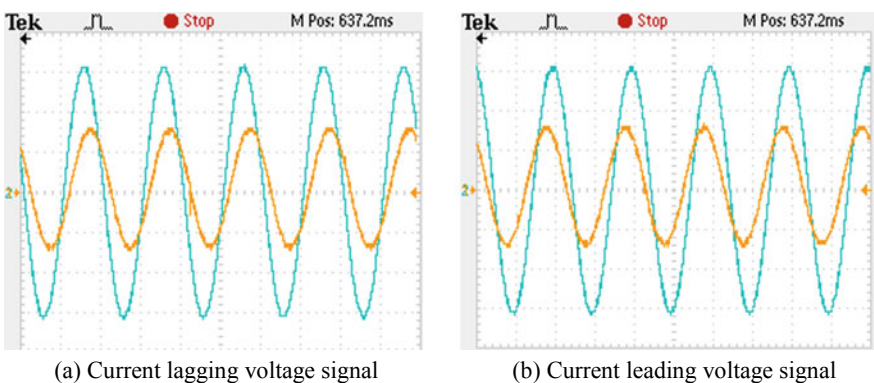 Tek Stop M Pos: 637.2ms
2
(a) Current lagging voltage signal
Tek Stop M Pos: 637.2ms
2
(b) Current leading voltage signal